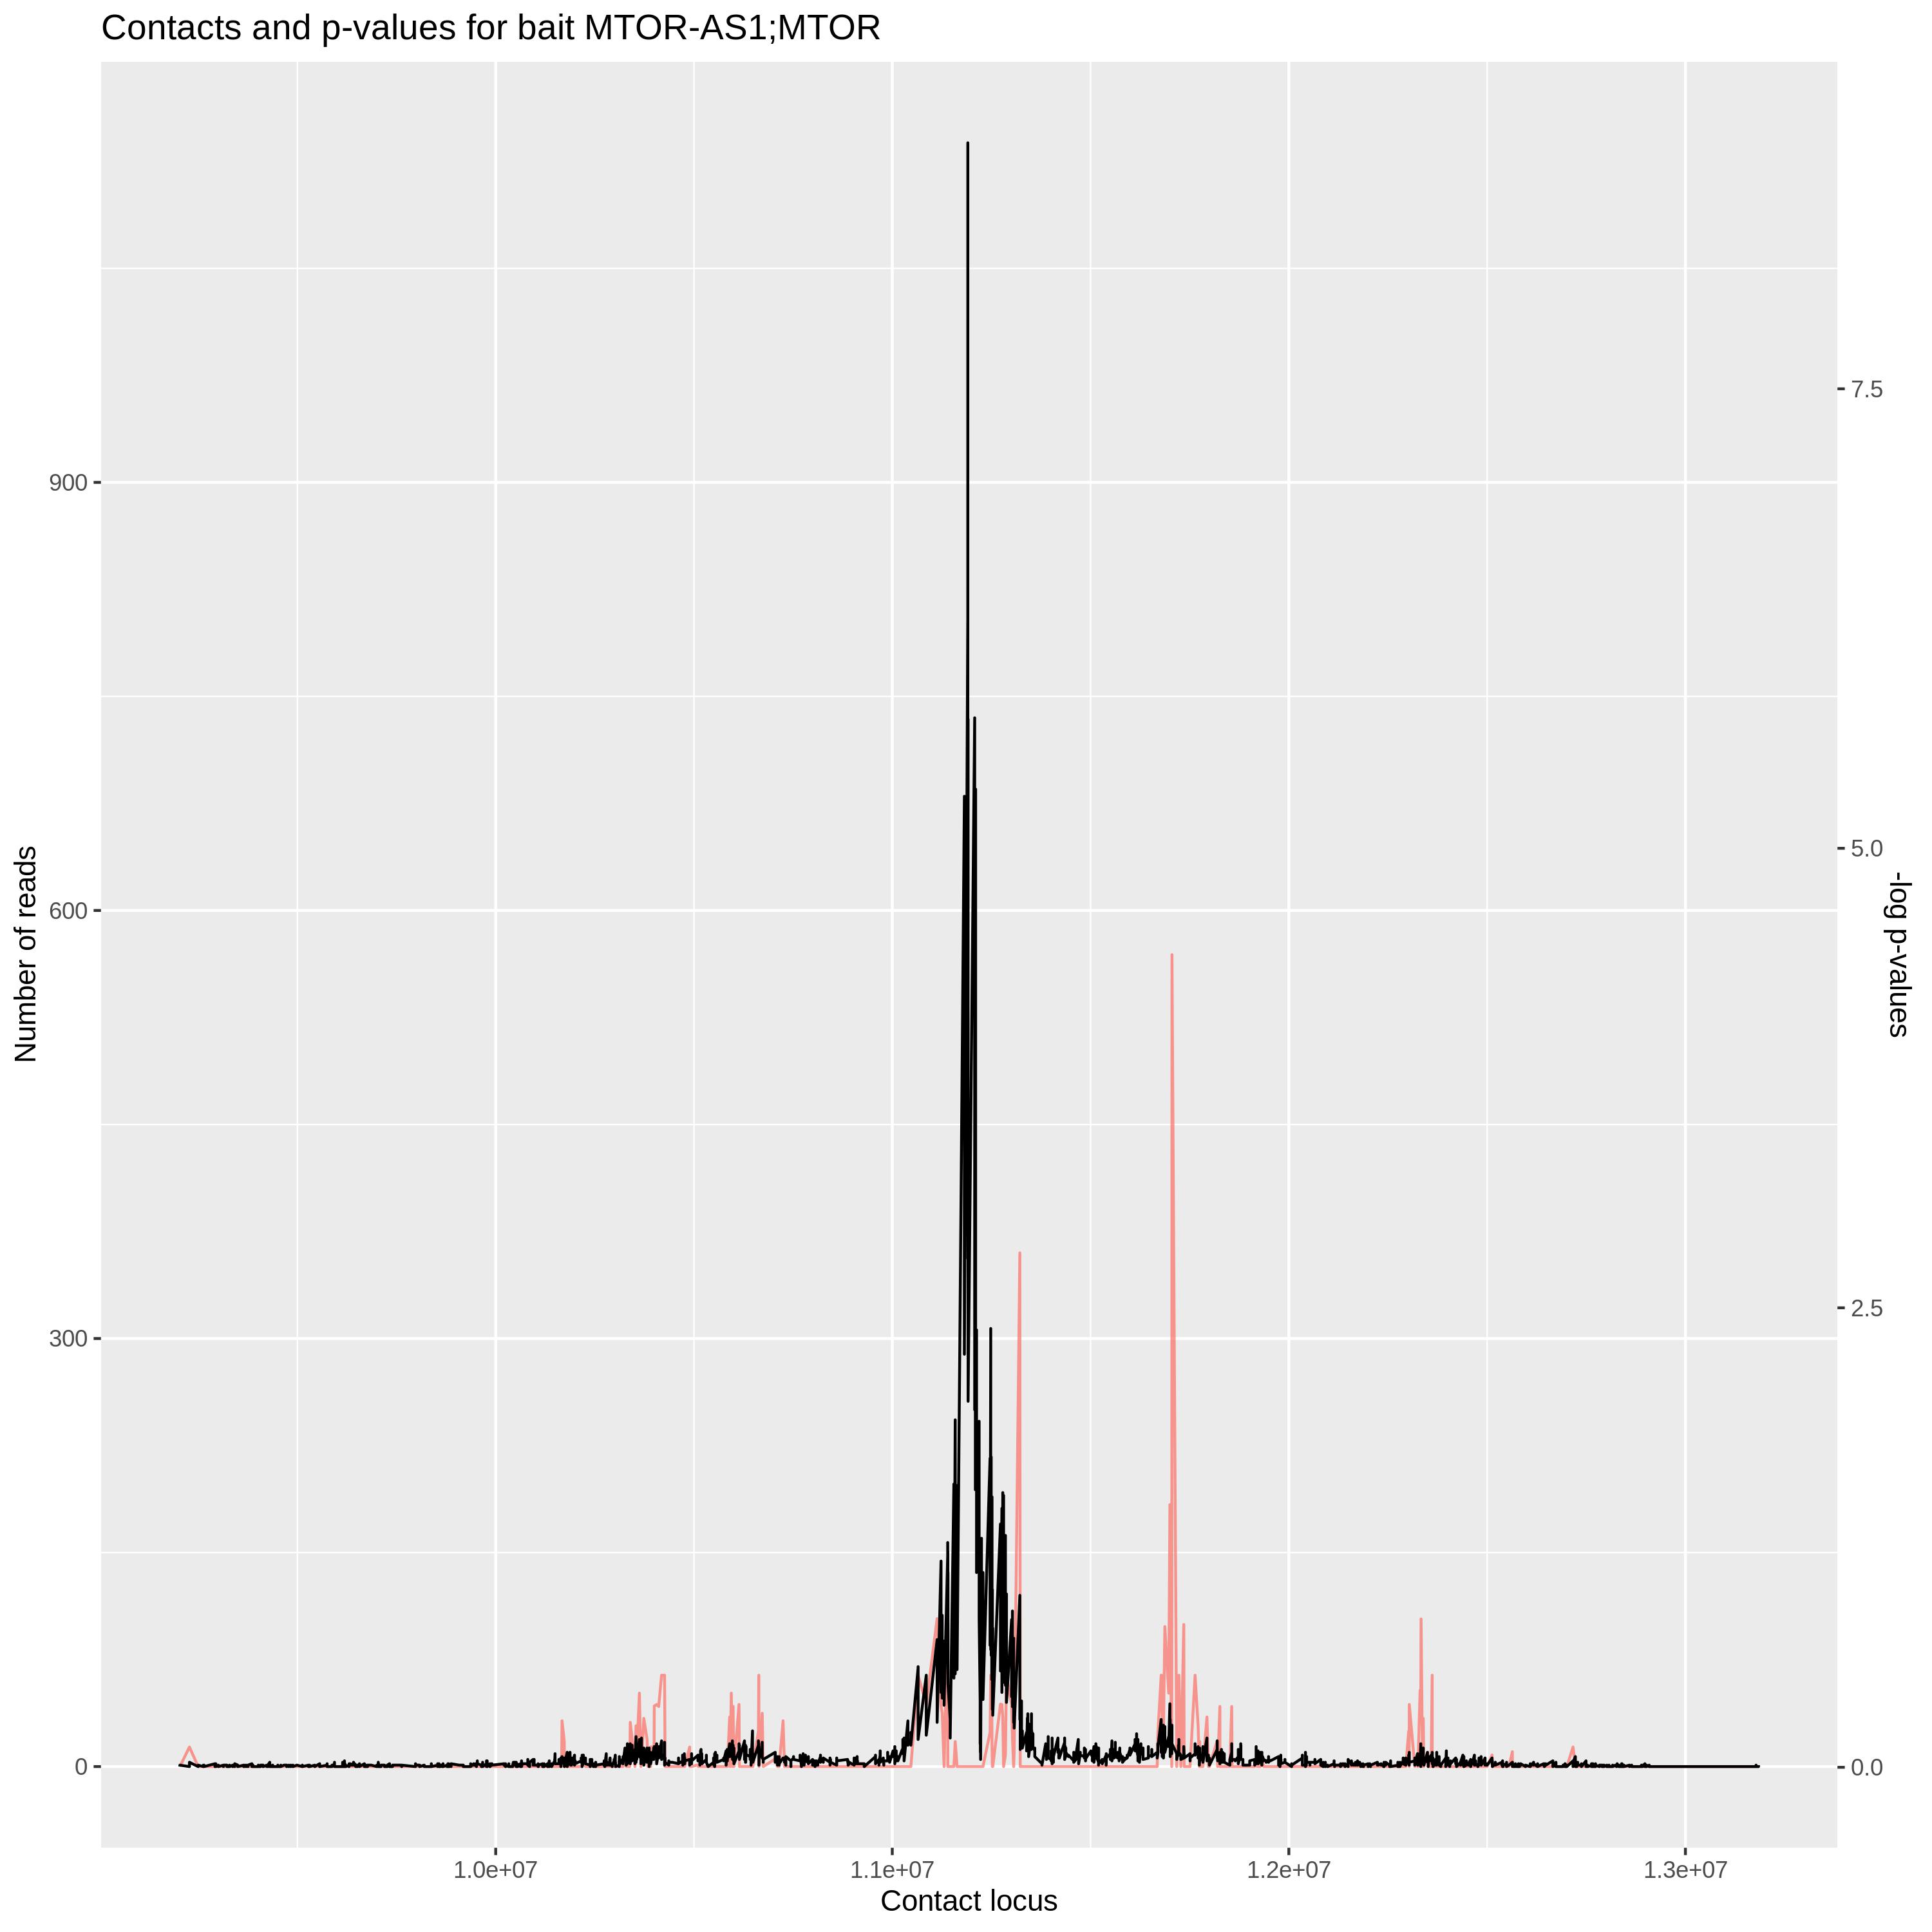 Contacts and p-values for bait MTOR-AS1;MTOR
Number of reads
900
600
300
0
7.5
5.0
2.5
0.0
-log p-values
1.0e+07
1.1e+07
1.2e+07
1.3e+07
Contact locus